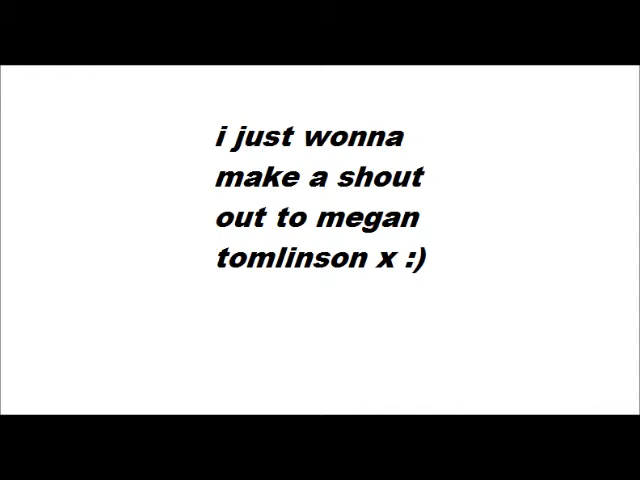 i just wonna
make a shout
out to megan
tomlinson x :)